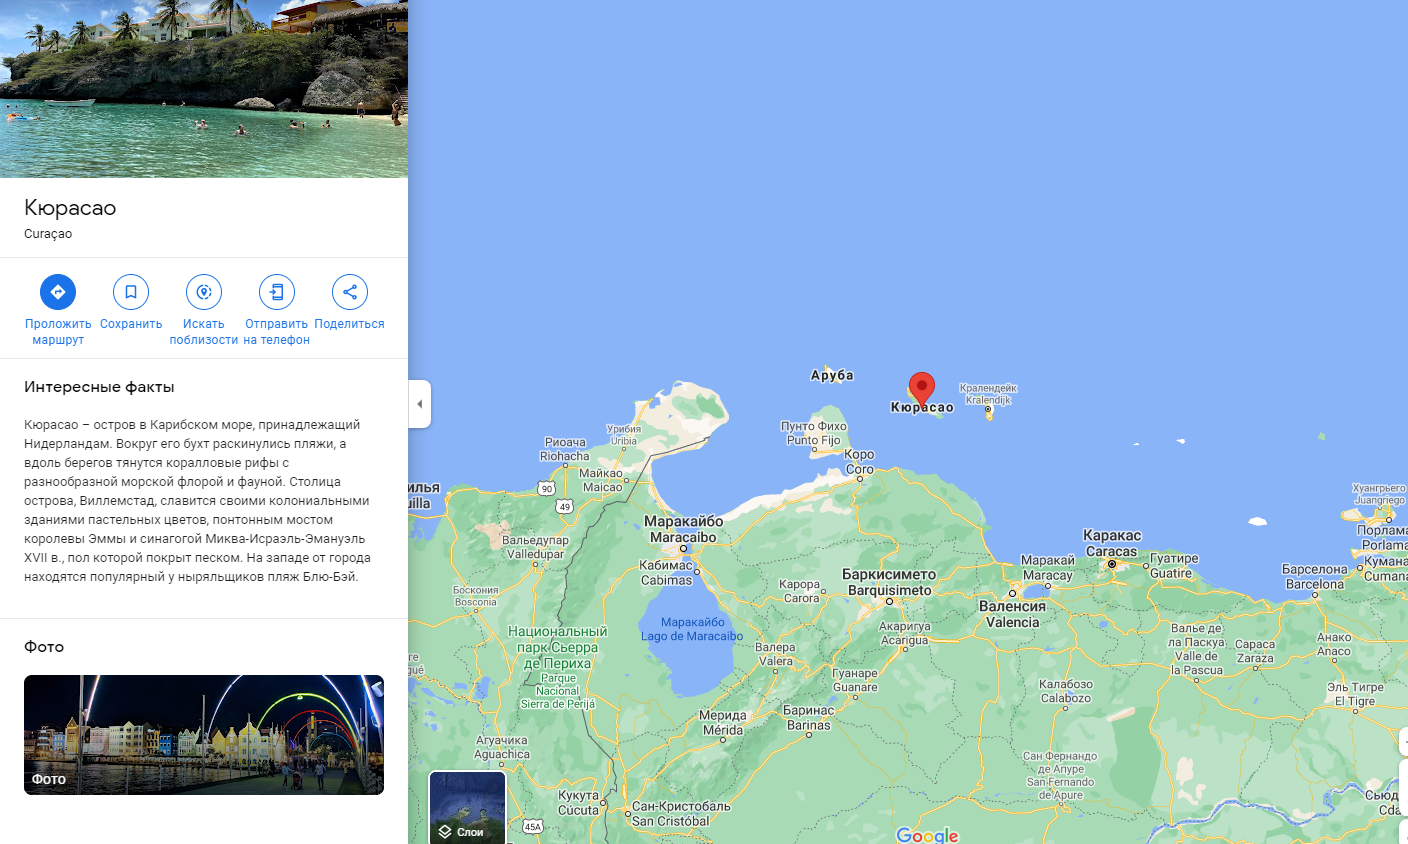 Кюрасао
Curaçao
Проложить маршрут
Сохранить
Искать поблизости
Отправить на телефон
Поделиться
Интересные факты
Кюрасао – остров в Карибском море, принадлежащий
Нидерландам. Вокруг его бухт раскинулись пляжи, а
вдоль берегов тянутся коралловые рифы с
разнообразной морской флорой и фауной. Столица
острова, Виллемстад, славится своими колониальными
зданиями пастельных цветов, понтонным мостом
королевы Эммы и синагогой Миква-Исраэль-Эмануэль
XVII в., пол которой покрыт песком. На западе от города
находятся популярный у ныряльщиков пляж Блю-Бэй.
Фото
Фото
Аруба
Кюрасао
Кралендейк
Kralendijk
Урибия
Uribia
Пунто Фихо
Punto Fijo
Риоача
Riohacha
Коро
Coro
Майкао
Maicao
90
49
илья
uilla
Хуангрьего
Juangriego
Маракайбо
Maracaibo
Порлама
Porlama
Каракас
Caracas
Вальедупар
Valledupar
Гуатире
Guatire
Кабимас
Cabimas
Маракай
Maracay
Барселона
Barcelona
Кумана
Cumana
Баркисимето
Barquisimeto
Карора
Carora
Боскония
Bosconia
Валенсия
Valencia
Маракайбо
Lago de Maracaibo
Национальный
парк Сьерра
де Периха
Parque
Nacional
Sierra de Perijá
Акаригуа
Acarigua
Валье де
ла Паскуа
Valle de
la Pascua
Сараса
Zaraza
Анако
Anaco
Валера
Valera
ге
gué
Гуанаре
Guanare
Калабозо
Calabozo
Эль Тигре
El Tigre
Мерида
Mérida
Баринас
Barinas
Агуачика
Aguachica
Сан Фернандо
де Апуре
San Fernando
de Apure
Кукута
Cúcuta
Сан-Кристобаль
San Cristóbal
Сьюд
Cda
45A
Слои
Google